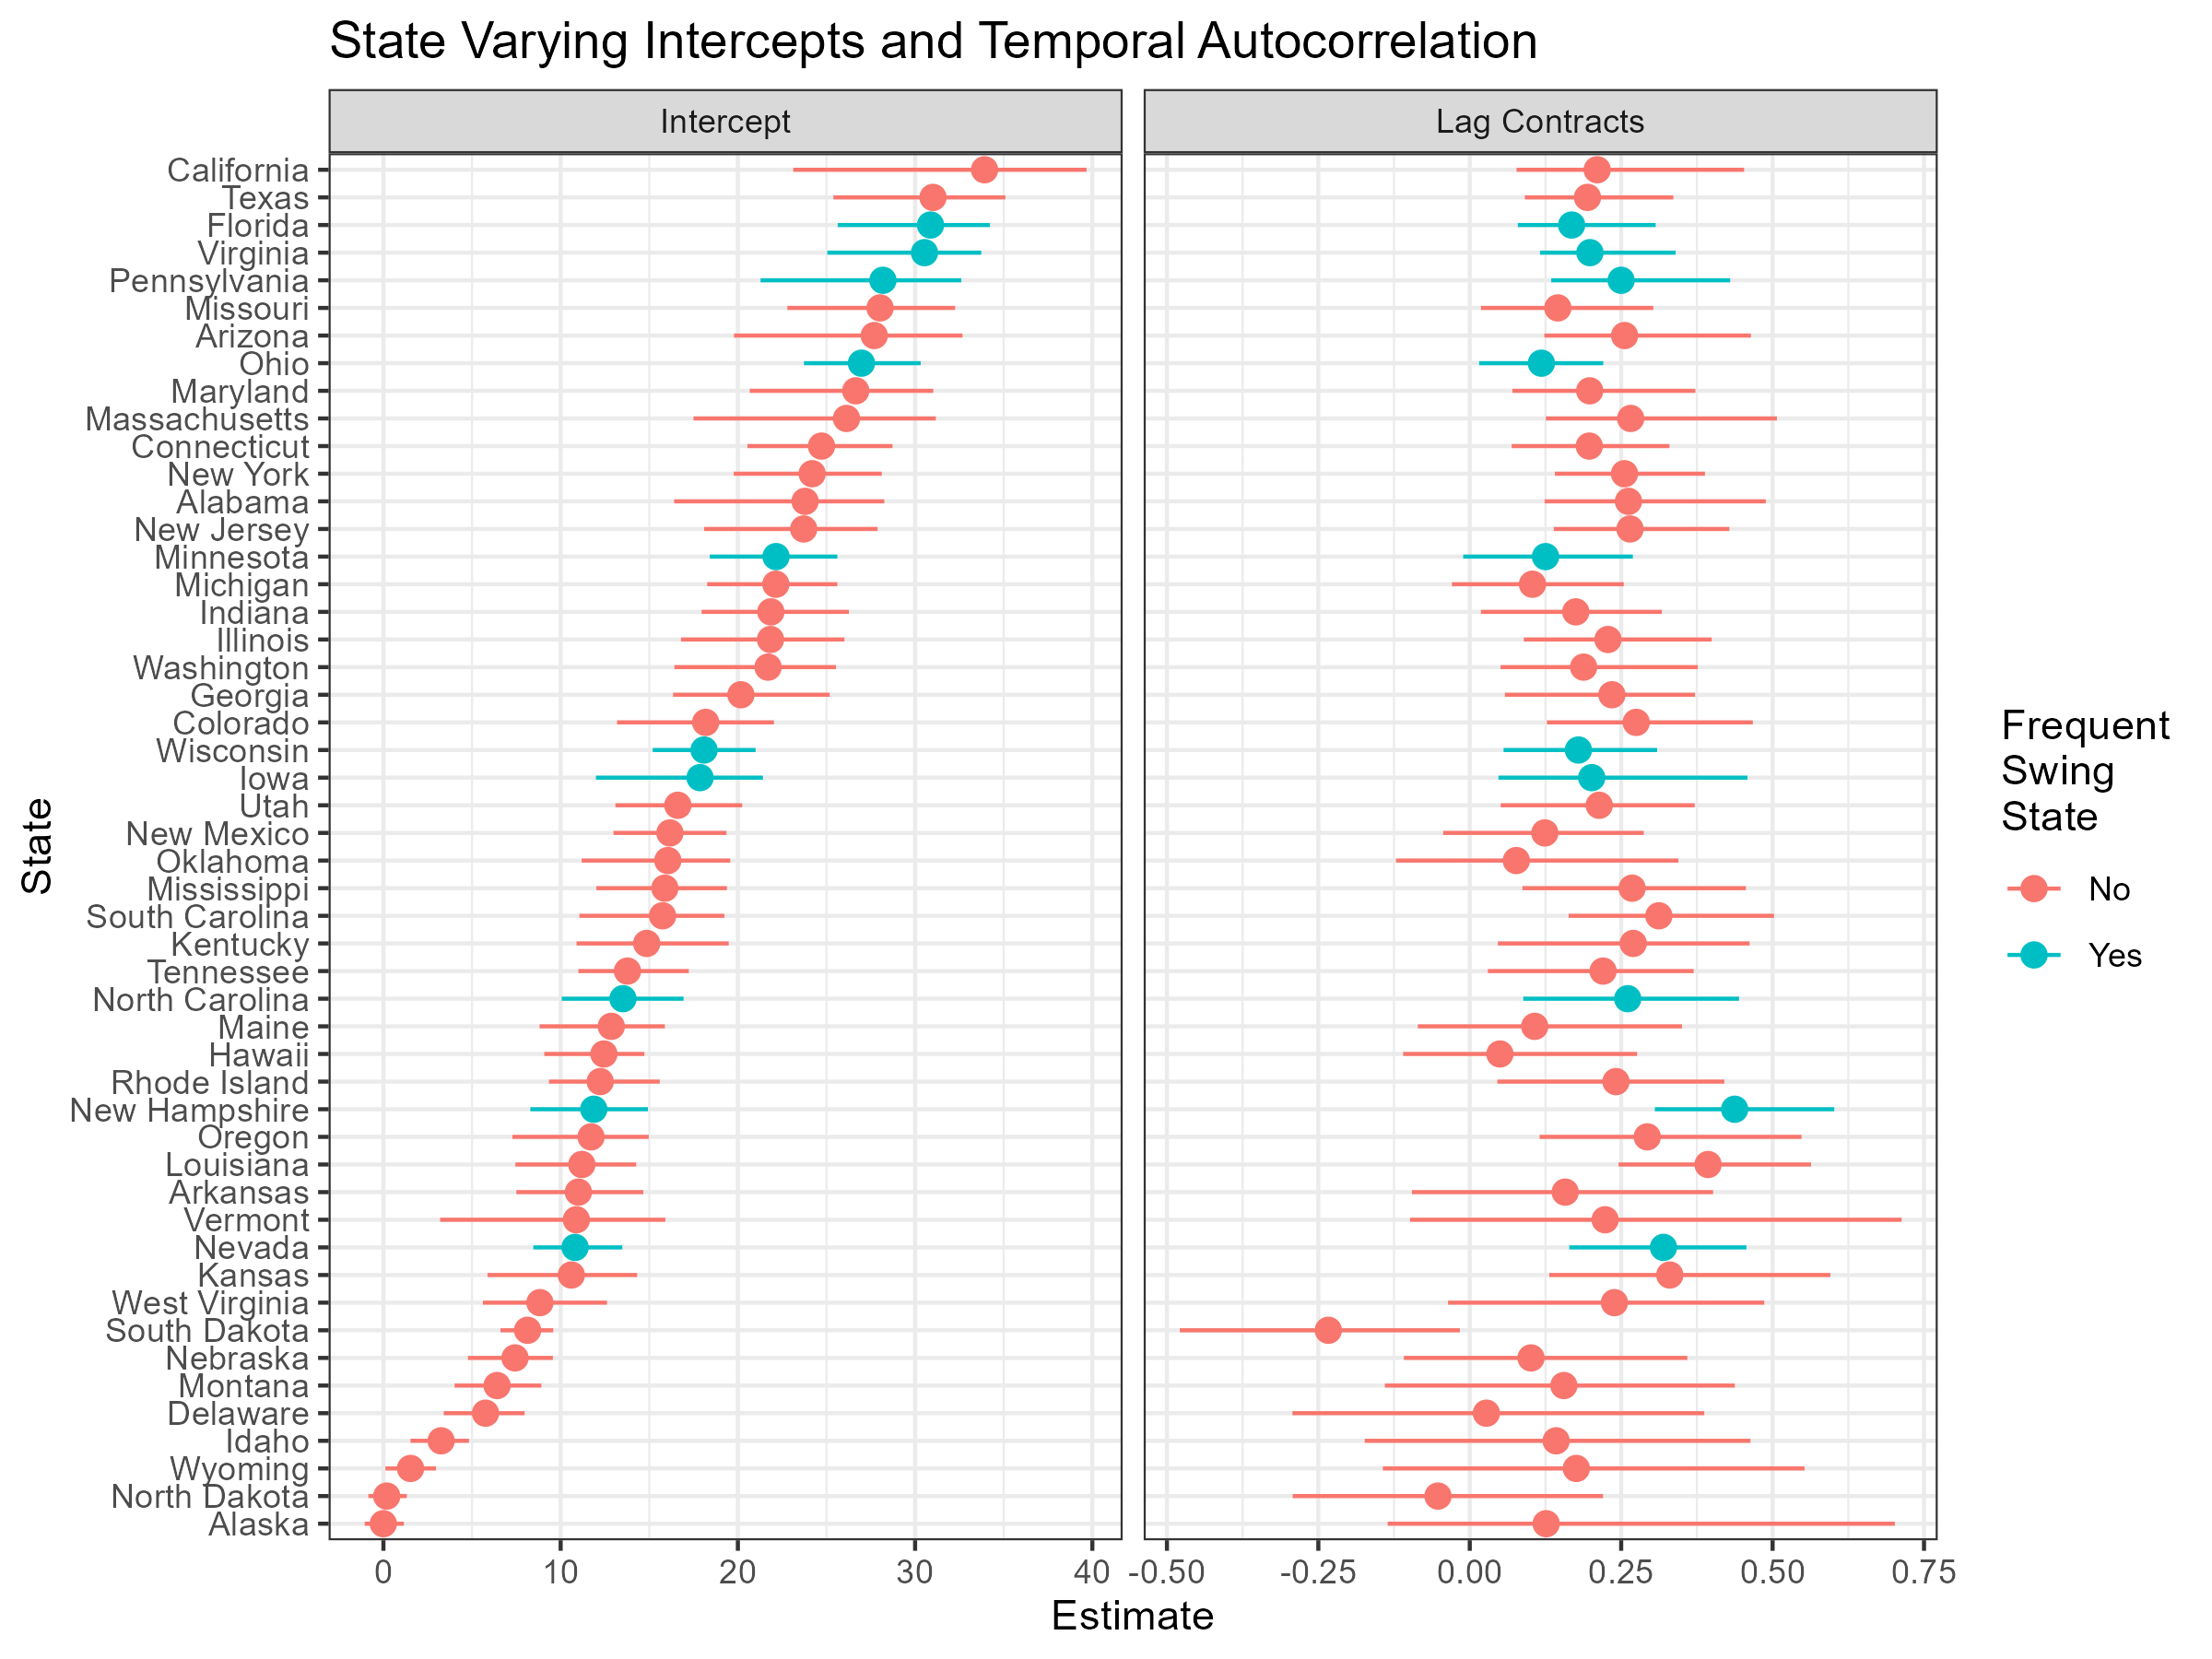 State Varying Intercepts and Temporal Autocorrelation
Intercept
Lag Contracts
California
Texas
Florida
Virginia
Pennsylvania
Missouri
Arizona
Ohio
Maryland
Massachusetts
Connecticut
New York
Alabama
New Jersey
Minnesota
Michigan
Indiana
Illinois
Washington
Georgia
Colorado
Wisconsin
Iowa
Utah
New Mexico
Oklahoma
Mississippi
South Carolina
Kentucky
Tennessee
North Carolina
Maine
Hawaii
Rhode Island
New Hampshire
Oregon
Louisiana
Arkansas
Vermont
Nevada
Kansas
West Virginia
South Dakota
Nebraska
Montana
Delaware
Idaho
Wyoming
North Dakota
Alaska
State
0 10 20 30 40
-0.50 -0.25 0.00 0.25 0.50 0.75
Estimate
Frequent
Swing
State
No
Yes